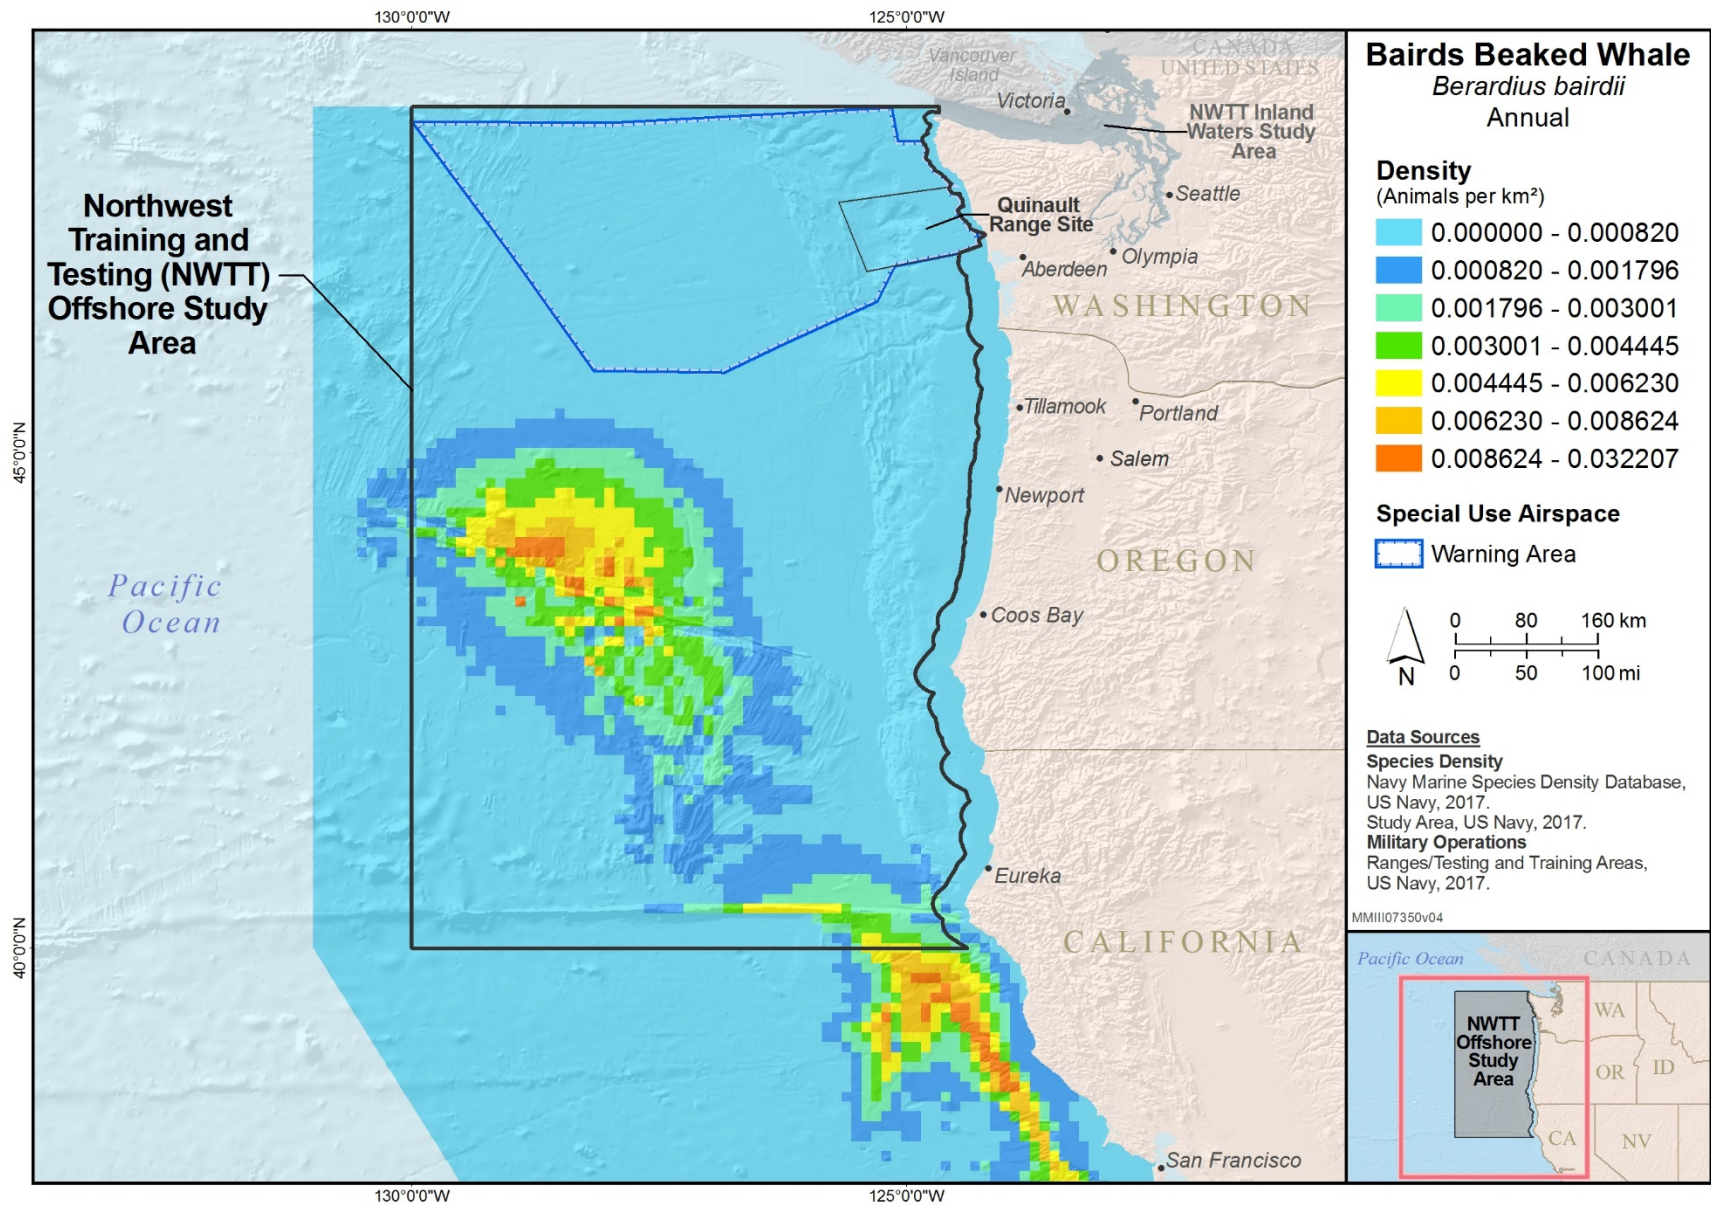 130°0'0"W
125°0'0"W
45°0'0"N
40°0'0"N
130°0'0"W
125°0'0"W
Vancouver
Island
CANADA
UNITED STATES
Victoria
NWTT Inland
Waters Study
Area
Seattle
Quinault
Range Site
Olympia
Aberdeen
WASHINGTON
Northwest
Training and
Testing (NWTT)
Offshore Study
Area
Tillamook
Portland
Salem
Newport
OREGON
Pacific
Ocean
Coos Bay
Eureka
CALIFORNIA
San Francisco
Bairds Beaked Whale
Berardius bairdii
Annual
Density
(Animals per km²)
0.000000 - 0.000820
0.000820 - 0.001796
0.001796 - 0.003001
0.003001 - 0.004445
0.004445 - 0.006230
0.006230 - 0.008624
0.008624 - 0.032207
Special Use Airspace
Warning Area
0 80 160 km
0 50 100 mi
N
Data Sources
Species Density
Navy Marine Species Density Database,
US Navy, 2017.
Study Area, US Navy, 2017.
Military Operations
Ranges/Testing and Training Areas,
US Navy, 2017.
MMIII07350v04
Pacific Ocean
CANADA
NWTT
Offshore
Study
Area
WA
OR
ID
CA
NV